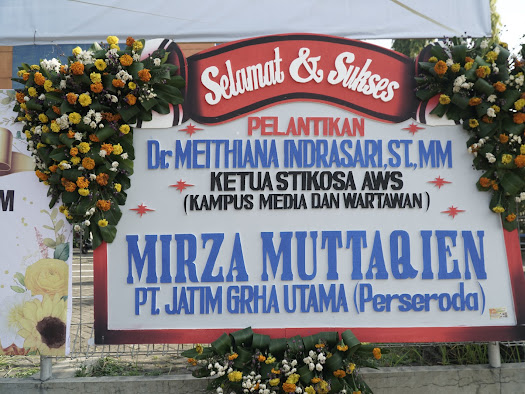 Selamat & Sukses
PELANTIKAN
Dr. MEITHIANA INDRASARI, ST., MM
KETUA STIKOSA AWS
(KAMPUS MEDIA DAN WARTAWAN)
MIRZA MUTTAQIEN
PT. JATIM GRHA UTAMA (Perseroda)
M